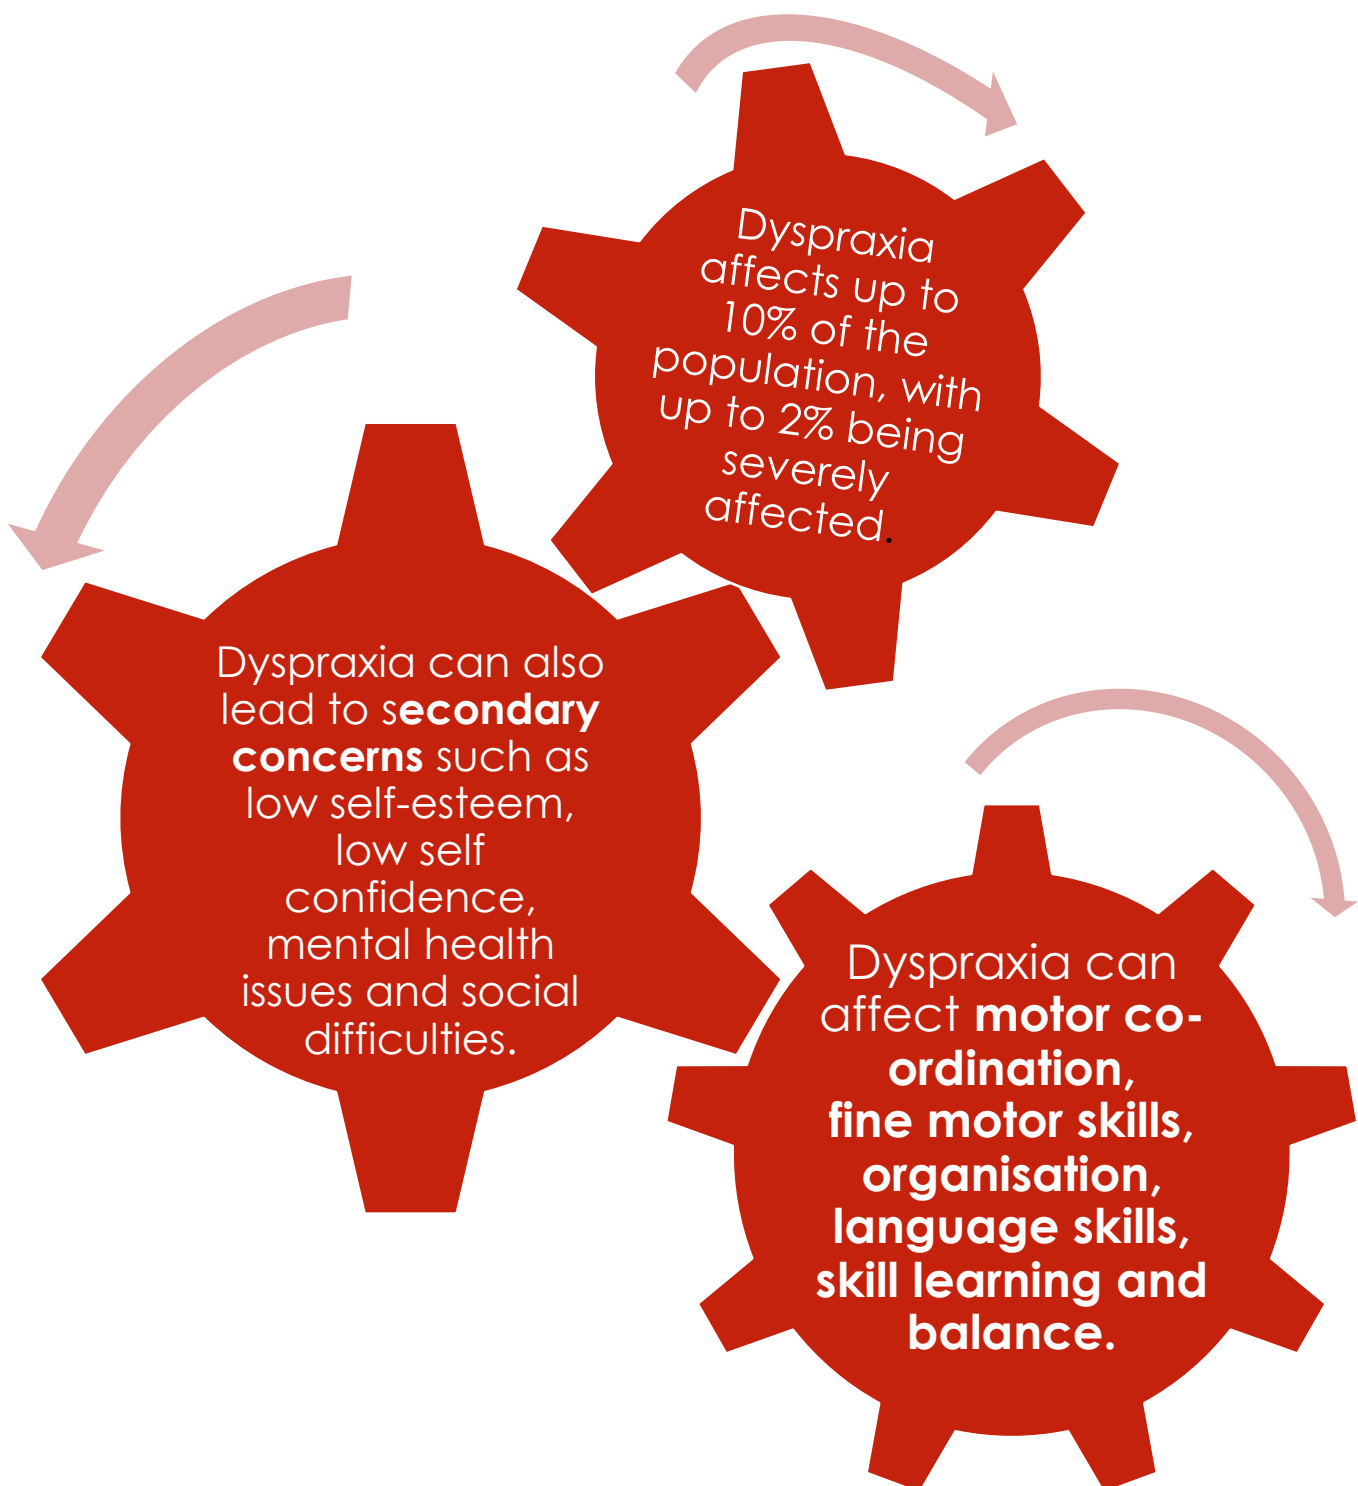 Dyspraxia
affects up to
10% of the
population, with
up to 2% being
severely
affected.
Dyspraxia can also
lead to secondary
concerns such as
low self-esteem,
low self
confidence,
mental health
issues and social
difficulties.
Dyspraxia can
affect motor co-
ordination,
fine motor skills,
organisation,
language skills,
skill learning and
balance.